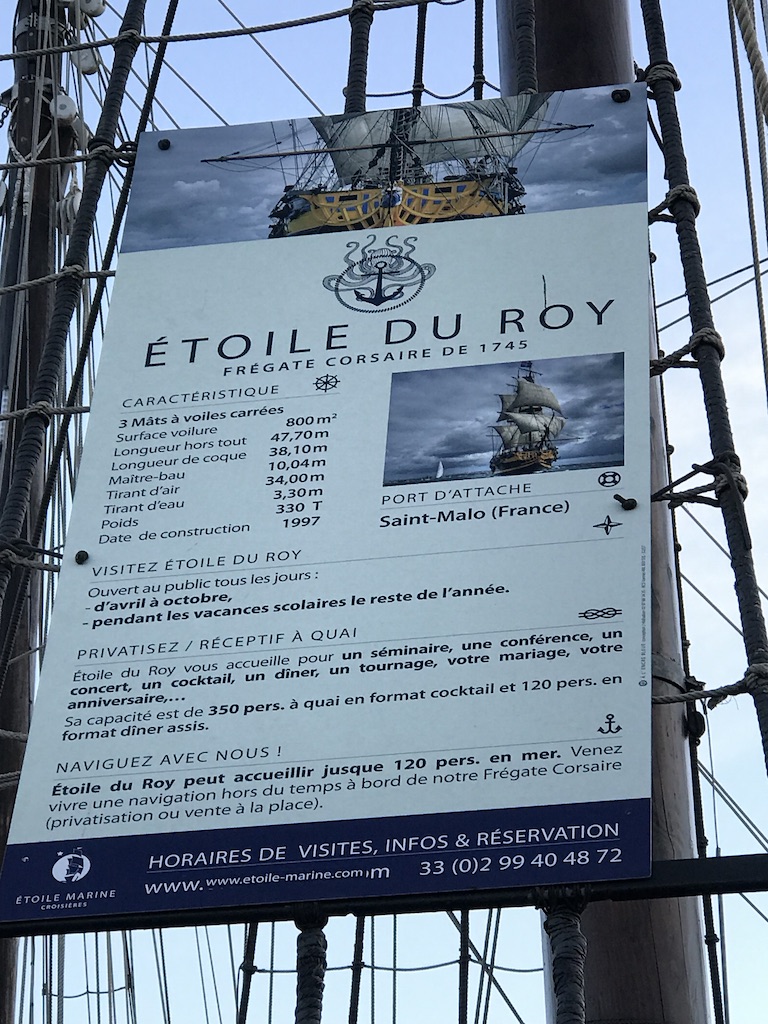 ÉTOILE DU ROY
FRÉGATE CORSAIRE DE 1745
CARACTÉRISTIQUE
3 Mâts à voiles carrées
Surface voilure 800 m²
Longueur hors tout 47,70 m
Longueur de coque 38,10 m
Maître-bau 10,04 m
Tirant d'air 34,00 m
Tirant d'eau 3,30 m
Poids 330 T
Date de construction 1997
PORT D'ATTACHE
Saint-Malo (France)
VISITEZ ÉTOILE DU ROY
Ouvert au public tous les jours :
- d'avril à octobre,
- pendant les vacances scolaires le reste de l'année.
PRIVATISEZ / RÉCEPTIF À QUAI
Étoile du Roy vous accueille pour un séminaire, une conférence, un
concert, un cocktail, un dîner, un tournage, votre mariage, votre
anniversaire,...
Sa capacité est de 350 pers. à quai en format cocktail et 120 pers. en
format dîner assis.
NAVIGUEZ AVEC NOUS !
Étoile du Roy peut accueillir jusque 120 pers. en mer. Venez
vivre une navigation hors du temps à bord de notre Frégate Corsaire
(privatisation ou vente à la place).
HORAIRES DE VISITES, INFOS & RÉSERVATION
www.www.etoile-marine.com m 33 (0)2 99 40 48 72
ÉTOILE MARINE
CROISIÈRES